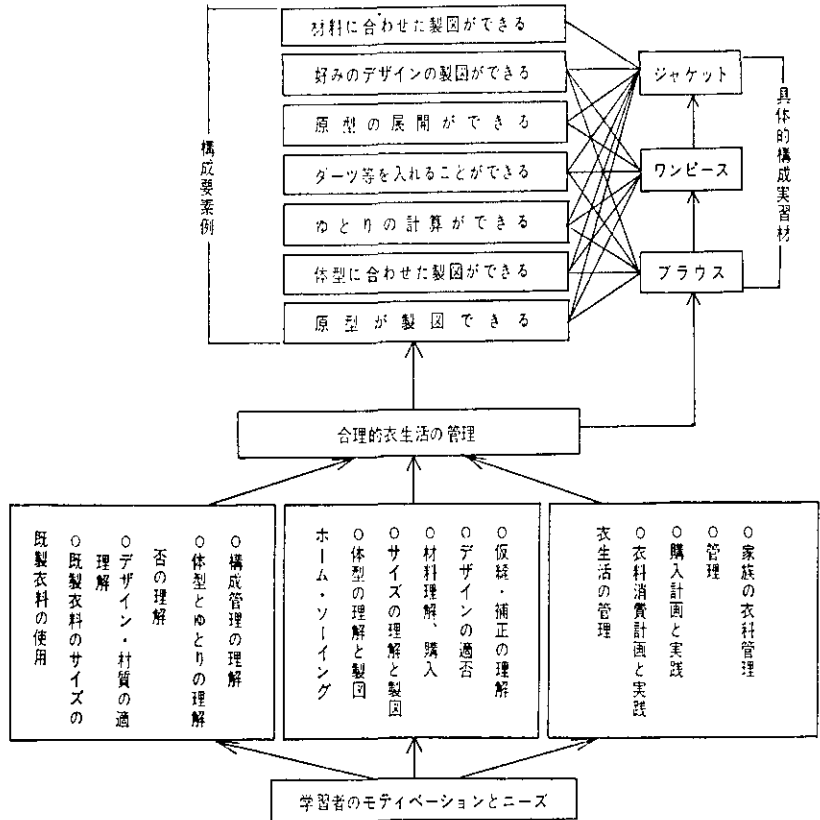 材料に合わせた製図ができる
好みのデザインの製図ができる
原型の展開ができる
ダーツ等を入れることができる
ゆとりの計算ができる
体型に合わせた製図ができる
原型が製図できる
構成要素例
ジャケット
ワンピース
ブラウス
具体的構成実習材
合理的衣生活の管理
既製衣料の使用
○既製衣料のサイズの
理解
○デザイン・材質の適
否の理解
○体型とゆとりの理解
○構成管理の理解
ホーム・ソーイング
○体型の理解と製図
○サイズの理解と製図
○材料理解、購入
○デザインの適否
○仮縫・補正の理解
衣生活の管理
○衣料消費計画と実践
○購入計画と実践
○管理
○家族の衣料管理
学習者のモティベーションとニーズ